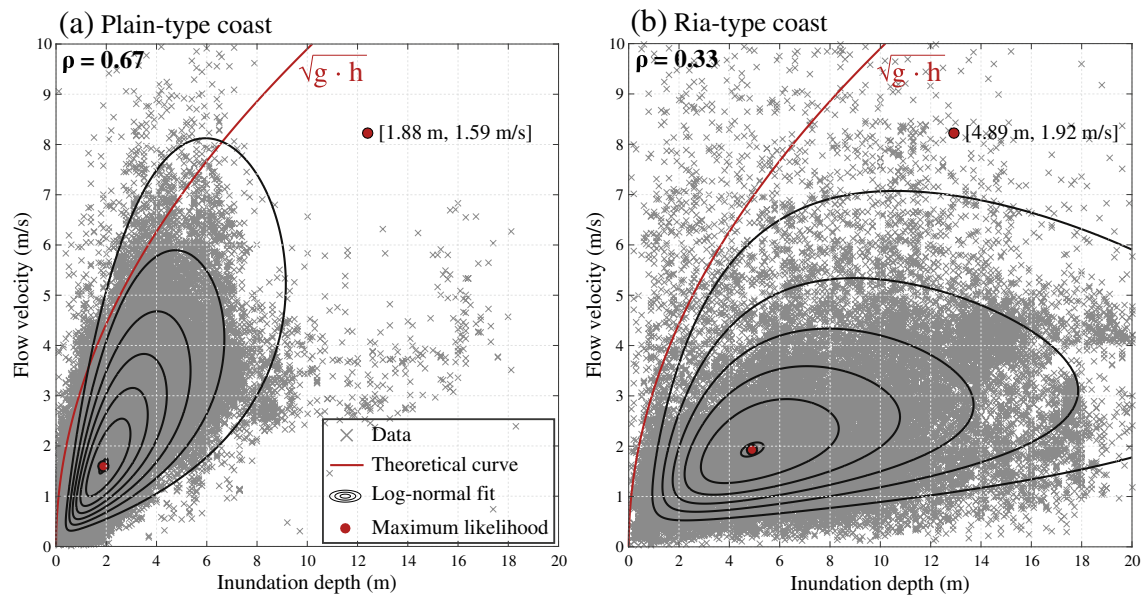 (a) Plain-type coast
ρ = 0.67
√g · h
[1.88 m, 1.59 m/s]
Flow velocity (m/s)
10
9
8
7
6
5
4
3
2
1
0
Data
Theoretical curve
Log-normal fit
Maximum likelihood
0 2 4 6 8 10 12 14 16 18 20
Inundation depth (m)
(b) Ria-type coast
ρ = 0.33
√g · h
[4.89 m, 1.92 m/s]
Flow velocity (m/s)
10
9
8
7
6
5
4
3
2
1
0
0 2 4 6 8 10 12 14 16 18 20
Inundation depth (m)